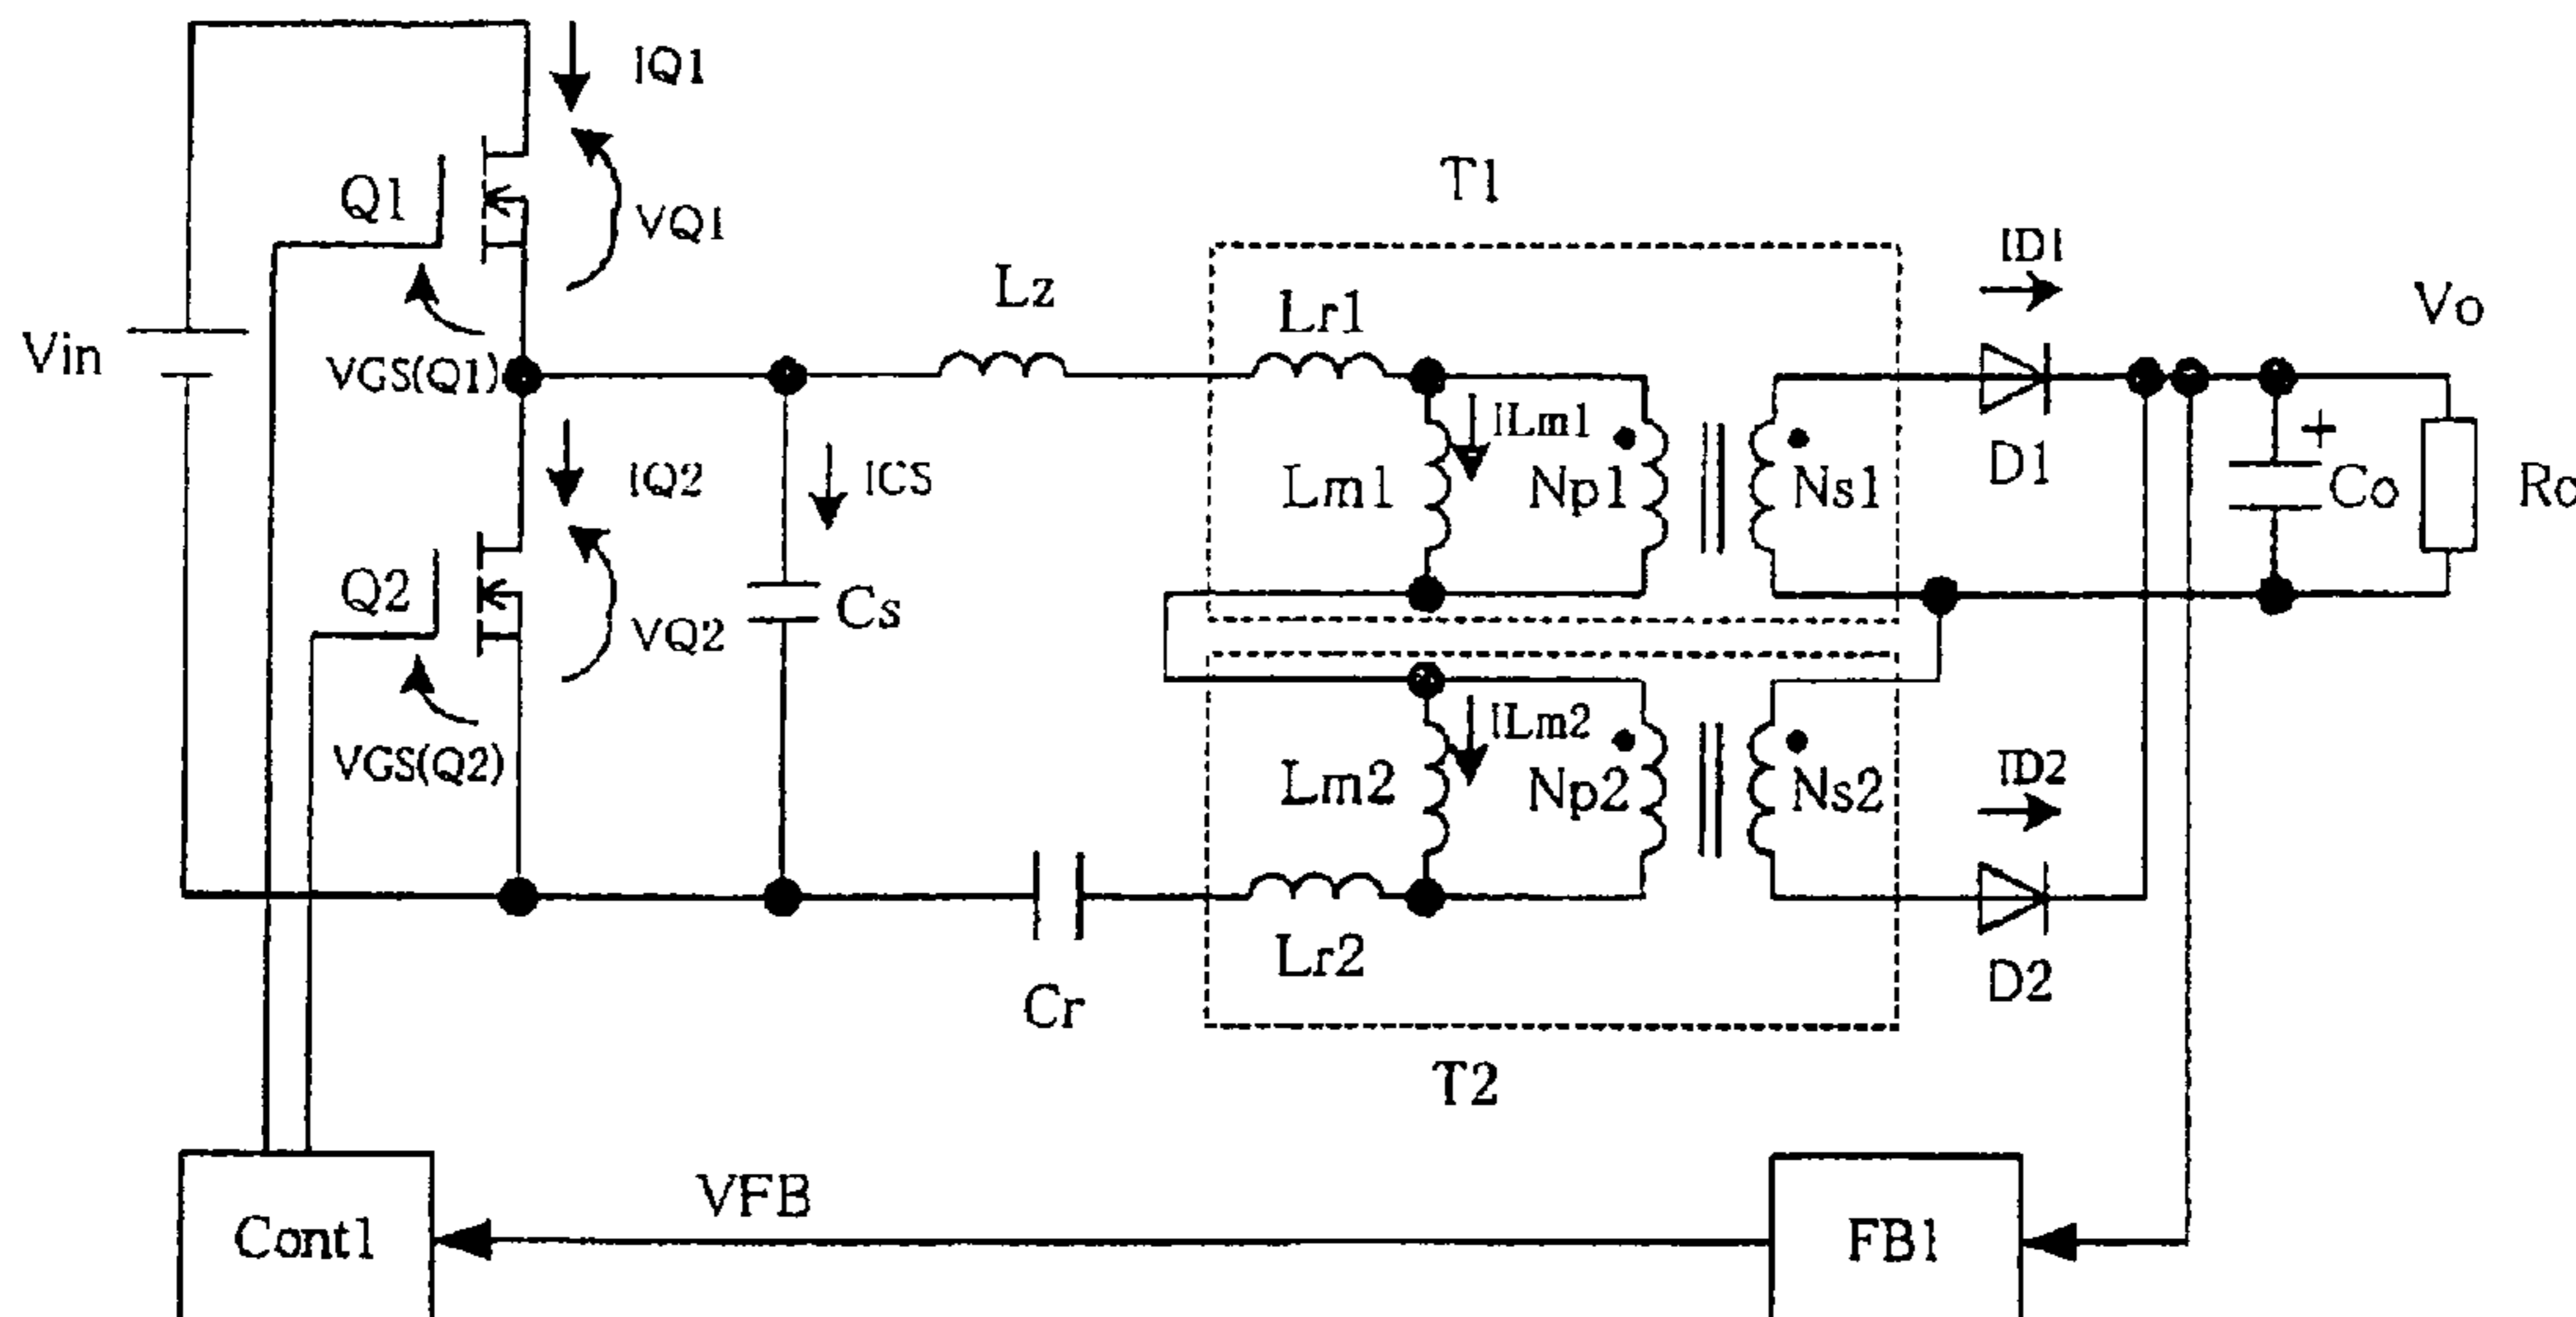 IQ1
T1
Q1
VQ1
ID1
Lz
Lr1
Vo
Vin
VGS(Q1)
ILm1
IQ2
ICS
Lm1
Np1
Ns1
D1
+
Co
Q2
Cs
VQ2
ILm2
VGS(Q2)
Lm2
Np2
Ns2
ID2
Lr2
D2
Cr
T2
VFB
Cont1
FB1